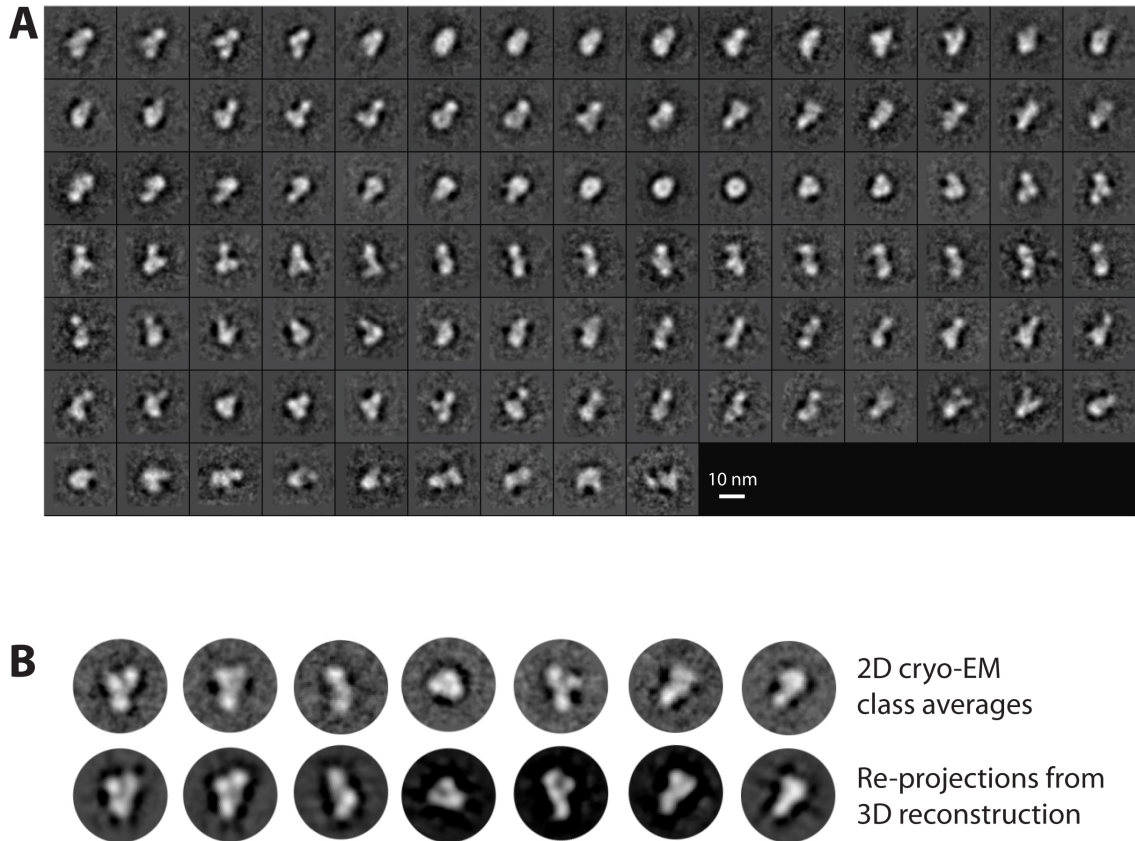 A
10 nm
B
2D cryo-EM
class averages
Re-projections from
3D reconstruction